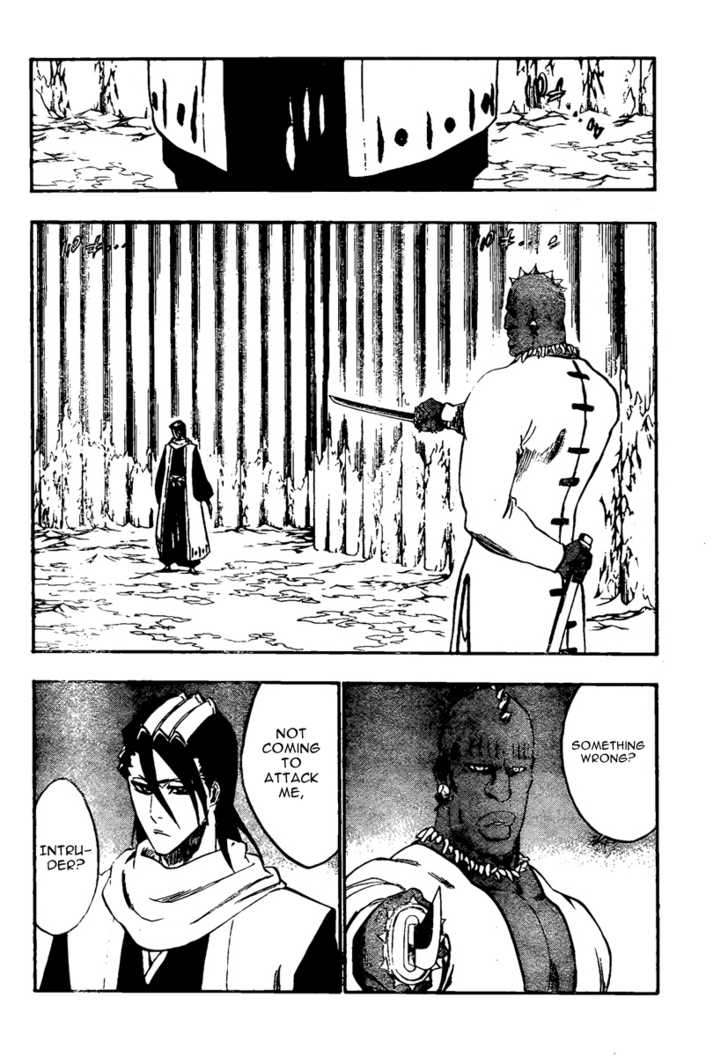 SOMETHING
WRONG?
NOT
COMING
TO
ATTACK
ME,
INTRU-
DER?